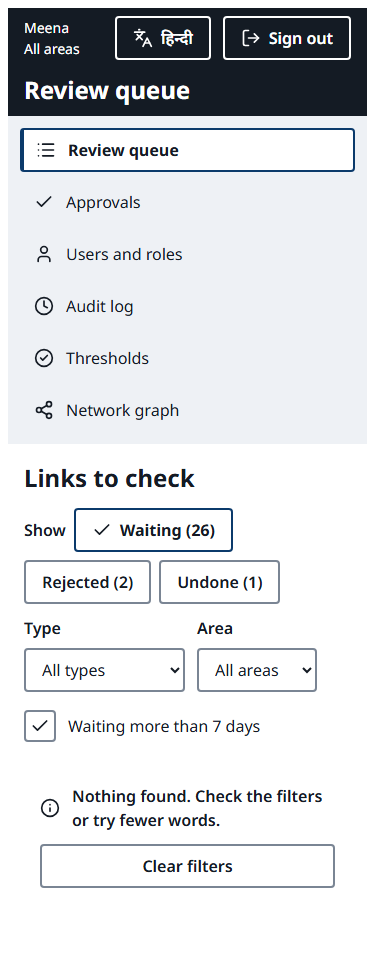 Meena
All areas
हिन्दी
Sign out
Review queue
Review queue
Approvals
Users and roles
Audit log
Thresholds
Network graph
Links to check
Show
Waiting (26)
Rejected (2)
Undone (1)
Type
Area
All types
All areas
Waiting more than 7 days
Nothing found. Check the filters
or try fewer words.
Clear filters